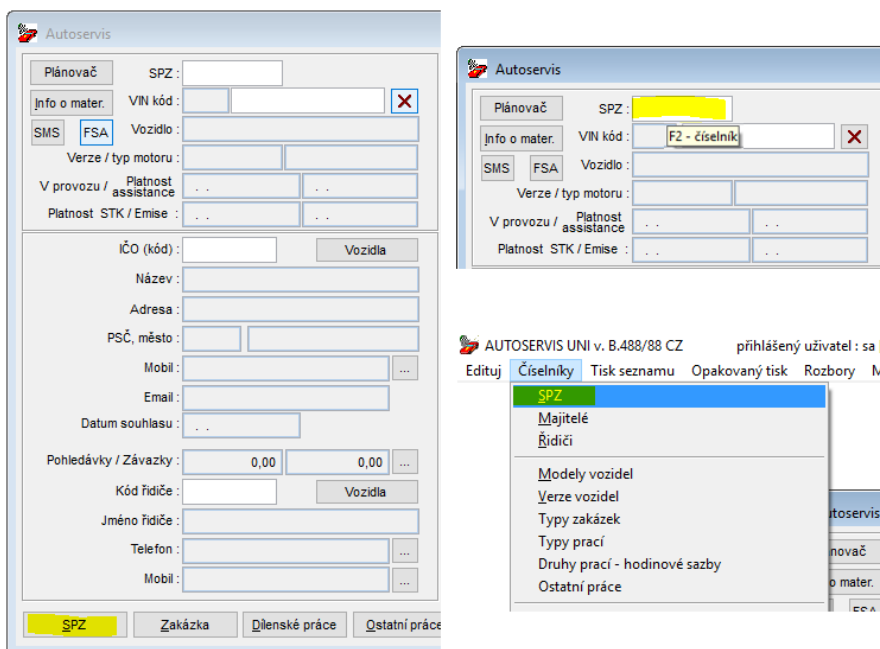 Autoservis
Plánovač SPZ :
Info o mater. VIN kód :
SMS FSA Vozidlo :
Verze / typ motoru :
V provozu / Platnost assistance . . . .
Platnost STK / Emise : . . . .
IČO (kód) : Vozidla
Název :
Adresa :
PSČ, město :
Mobil : ...
Email :
Datum souhlasu : . .
Pohledávky / Závazky : 0,00 0,00 ...
Kód řidiče : Vozidla
Jméno řidiče :
Telefon : ...
Mobil : ...
SPZ Zakázka Dílenské práce Ostatní práce
Autoservis
Plánovač SPZ :
Info o mater. VIN kód : F2 - číselník
SMS FSA Vozidlo :
Verze / typ motoru :
V provozu / Platnost assistance . . . .
Platnost STK / Emise : . . . .
AUTOSERVIS UNI v. B.488/88 CZ přihlášený uživatel : sa
Edituj Číselníky Tisk seznamu Opakovaný tisk Rozbory M
SPZ
Majitelé
Řidiči
Modely vozidel
Verze vozidel
Typy zakázek
Typy prací
Druhy prací - hodinové sazby
Ostatní práce
toservis
novač
o mater.